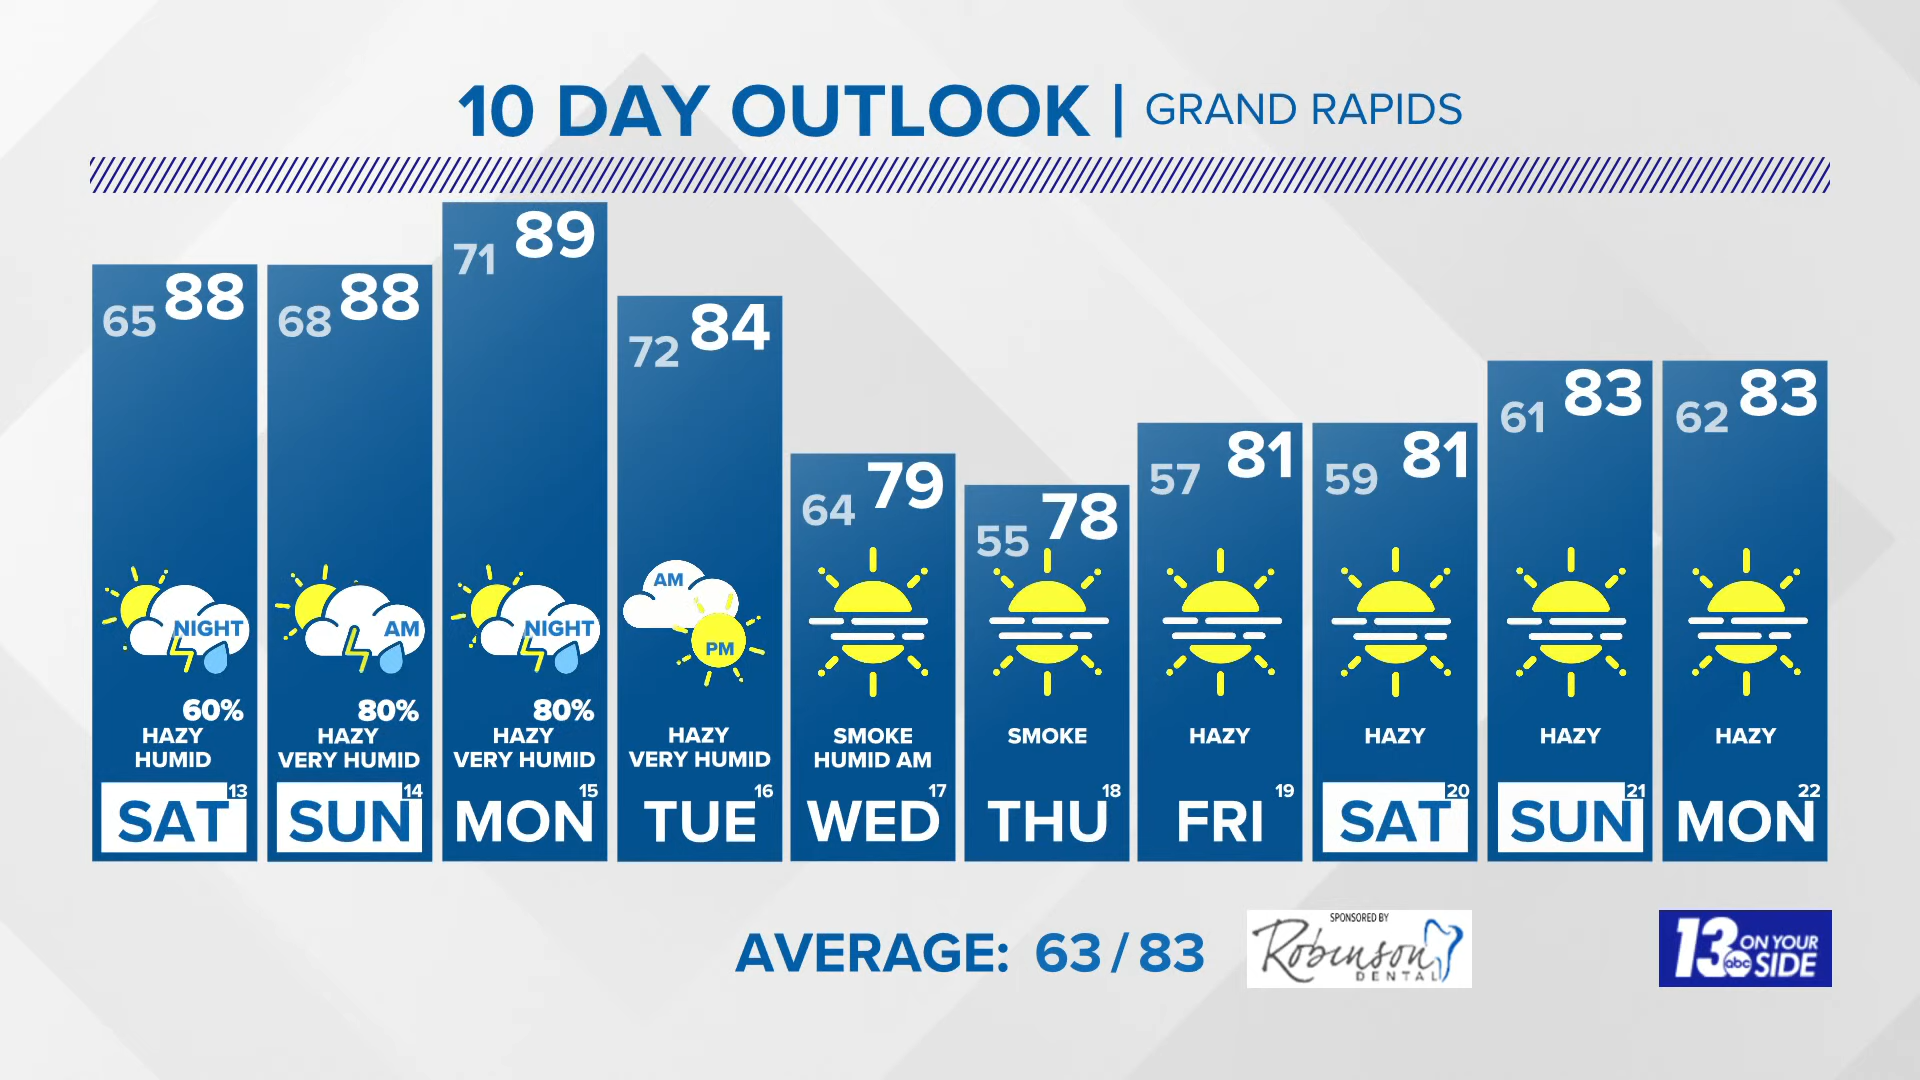 10 DAY OUTLOOK | GRAND RAPIDS
65 88
NIGHT
60%
HAZY
HUMID
SAT 13
68 88
AM
80%
HAZY
VERY HUMID
SUN 14
71 89
NIGHT
80%
HAZY
VERY HUMID
MON 15
72 84
AM
PM
HAZY
VERY HUMID
TUE 16
64 79
SMOKE
HUMID AM
WED 17
55 78
SMOKE
THU 18
57 81
HAZY
FRI 19
59 81
HAZY
SAT 20
61 83
HAZY
SUN 21
62 83
HAZY
MON 22
AVERAGE: 63 / 83
SPONSORED BY
Robinson
DENTAL
13 ON YOUR
abc SIDE